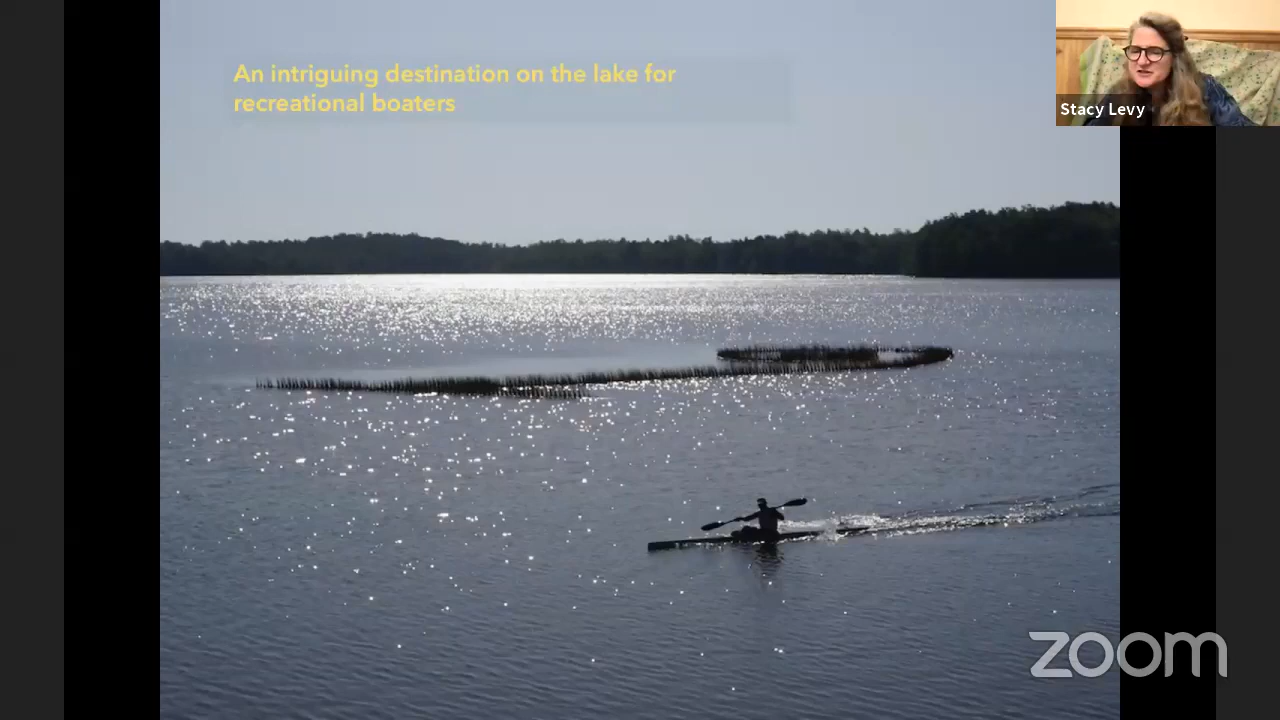 An intriguing destination on the lake for
recreational boaters
Stacy Levy
zoom